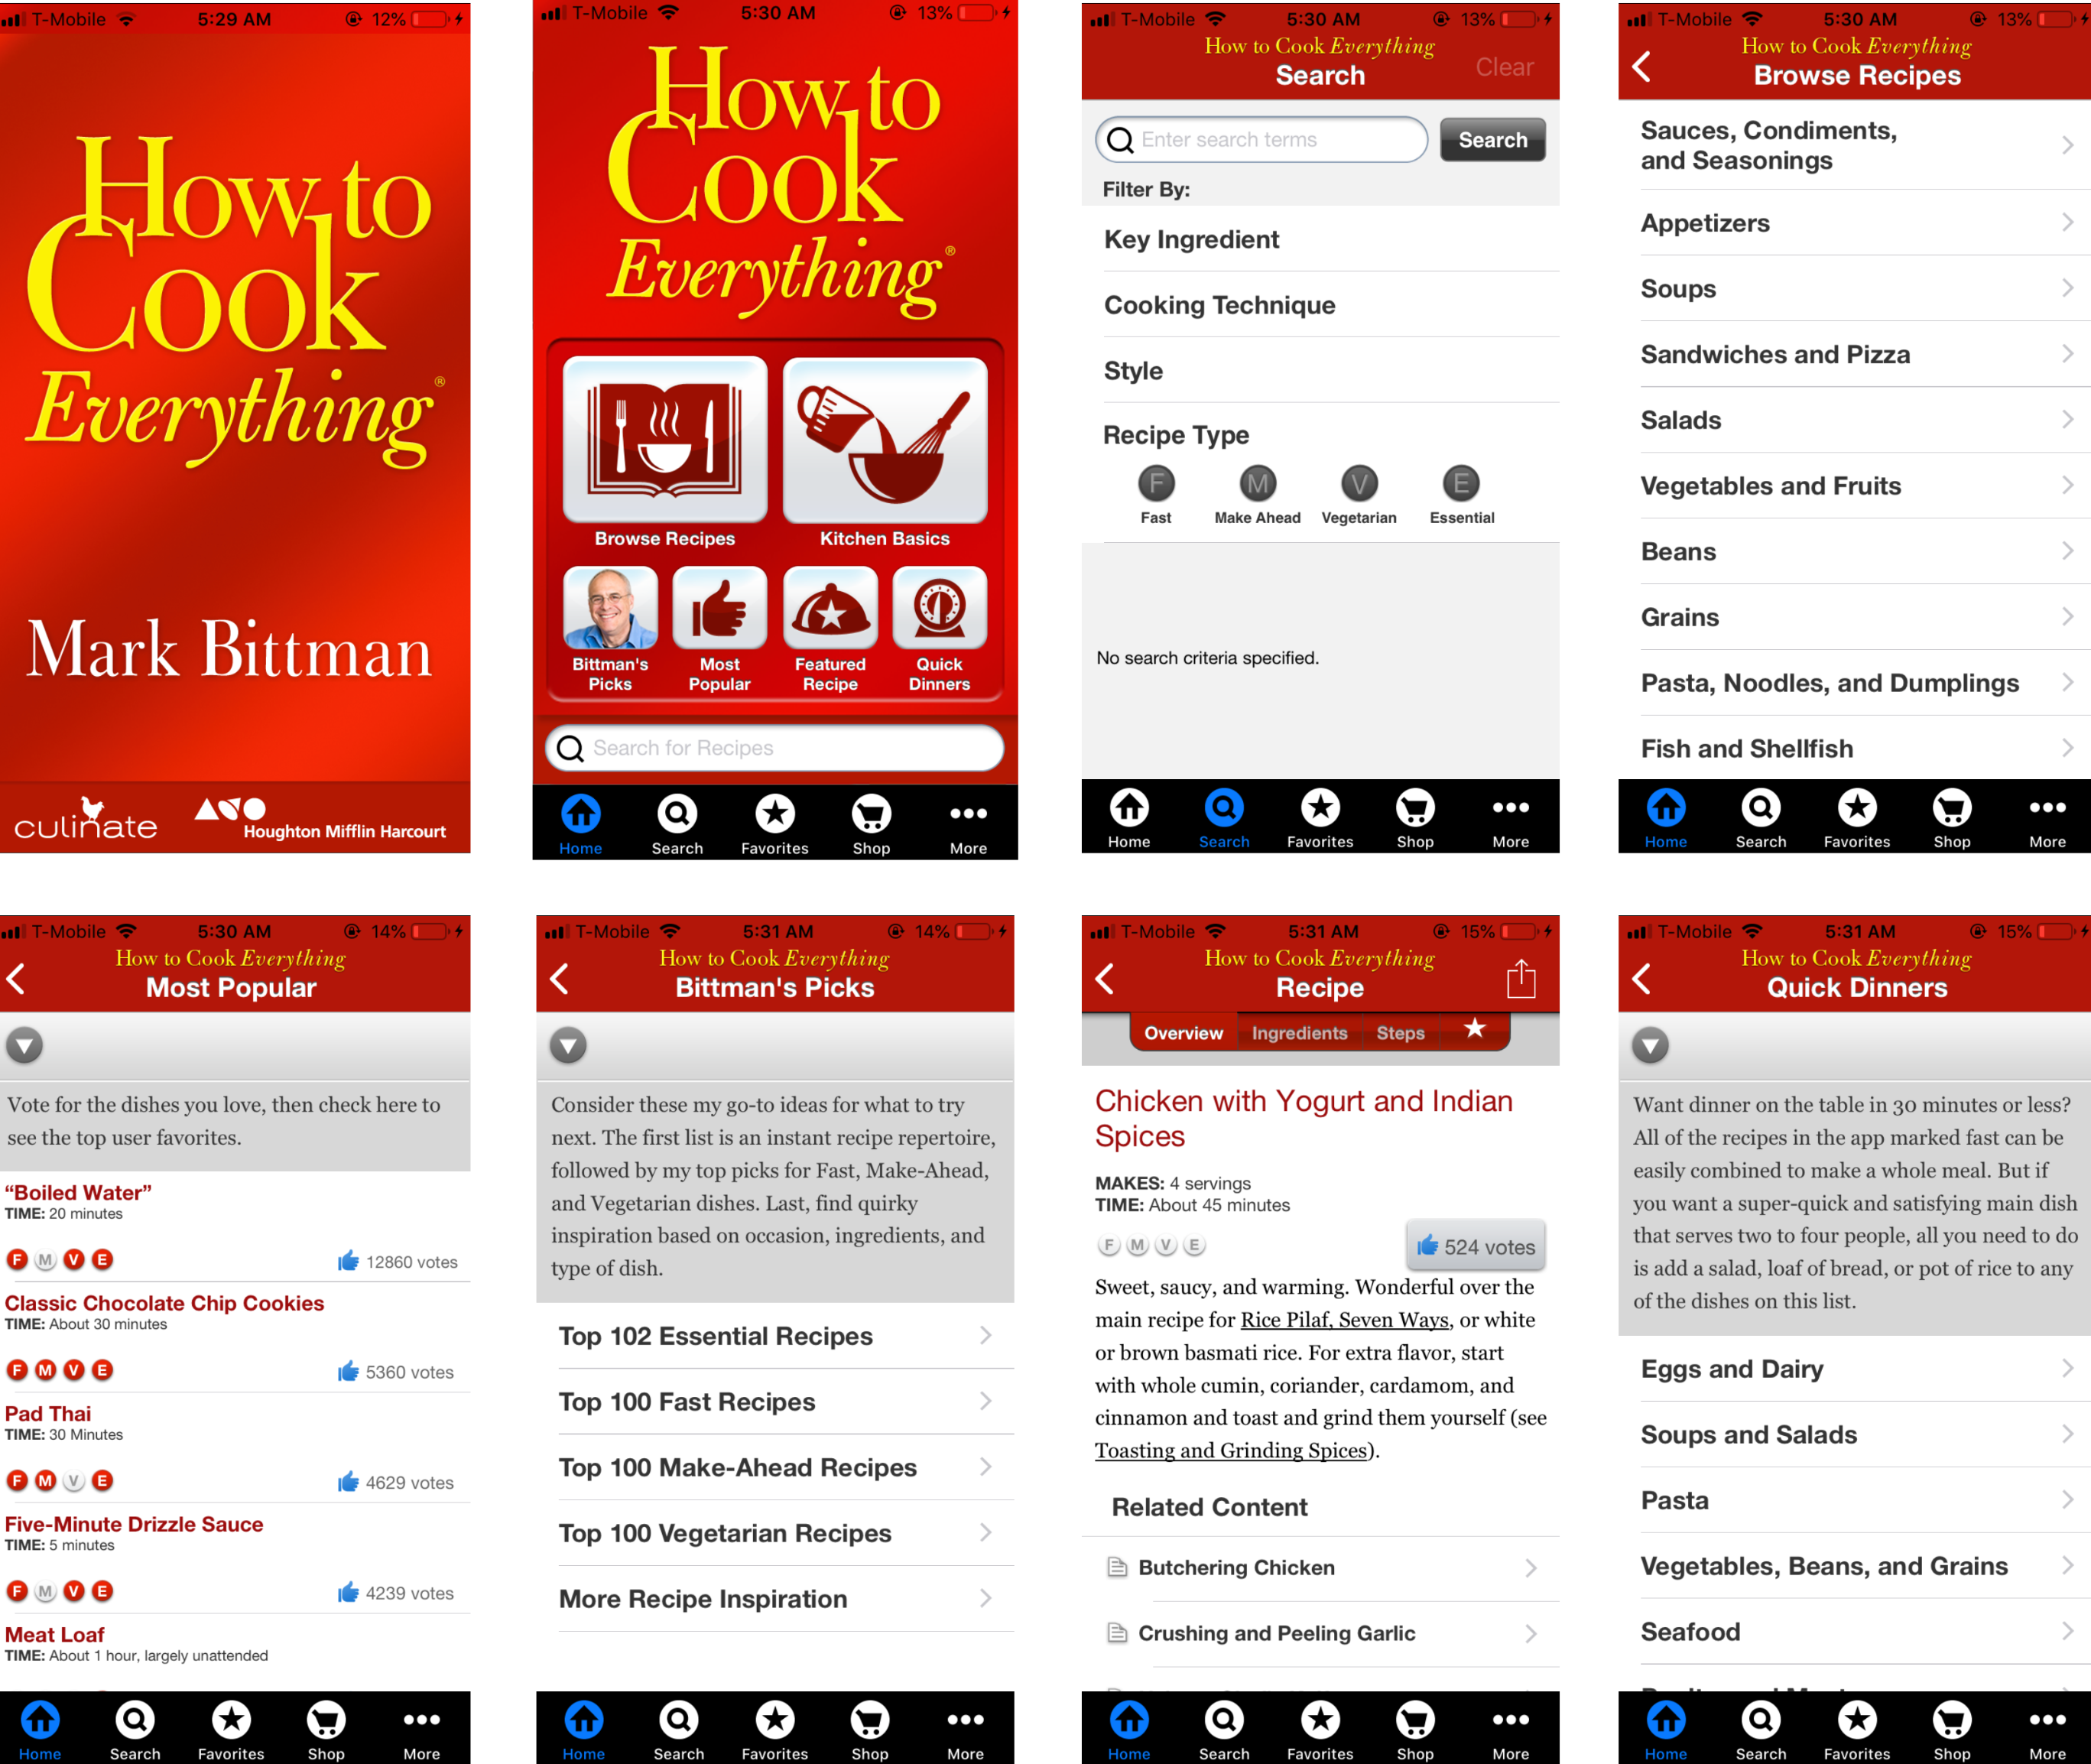 T-Mobile 5:29 AM 12%
How to
Cook
Everything®
Mark Bittman
culinate
Houghton Mifflin Harcourt
T-Mobile 5:30 AM 13%
How to
Cook
Everything®
Browse Recipes
Kitchen Basics
Bittman's
Picks
Most
Popular
Featured
Recipe
Quick
Dinners
Search for Recipes
Home Search Favorites Shop More
T-Mobile 5:30 AM 13%
How to Cook Everything
Search
Clear
Enter search terms
Search
Filter By:
Key Ingredient
Cooking Technique
Style
Recipe Type
F M V E
Fast Make Ahead Vegetarian Essential
No search criteria specified.
Home Search Favorites Shop More
T-Mobile 5:30 AM 13%
How to Cook Everything
Browse Recipes
Sauces, Condiments,
and Seasonings
Appetizers
Soups
Sandwiches and Pizza
Salads
Vegetables and Fruits
Beans
Grains
Pasta, Noodles, and Dumplings
Fish and Shellfish
Home Search Favorites Shop More
T-Mobile 5:30 AM 14%
How to Cook Everything
Most Popular
Vote for the dishes you love, then check here to
see the top user favorites.
“Boiled Water”
TIME: 20 minutes
F M V E 12860 votes
Classic Chocolate Chip Cookies
TIME: About 30 minutes
F M V E 5360 votes
Pad Thai
TIME: 30 Minutes
F M V E 4629 votes
Five-Minute Drizzle Sauce
TIME: 5 minutes
F M V E 4239 votes
Meat Loaf
TIME: About 1 hour, largely unattended
Home Search Favorites Shop More
T-Mobile 5:31 AM 14%
How to Cook Everything
Bittman's Picks
Consider these my go-to ideas for what to try
next. The first list is an instant recipe repertoire,
followed by my top picks for Fast, Make-Ahead,
and Vegetarian dishes. Last, find quirky
inspiration based on occasion, ingredients, and
type of dish.
Top 102 Essential Recipes
Top 100 Fast Recipes
Top 100 Make-Ahead Recipes
Top 100 Vegetarian Recipes
More Recipe Inspiration
Home Search Favorites Shop More
T-Mobile 5:31 AM 15%
How to Cook Everything
Recipe
Overview Ingredients Steps
Chicken with Yogurt and Indian
Spices
MAKES: 4 servings
TIME: About 45 minutes
F M V E 524 votes
Sweet, saucy, and warming. Wonderful over the
main recipe for Rice Pilaf, Seven Ways, or white
or brown basmati rice. For extra flavor, start
with whole cumin, coriander, cardamom, and
cinnamon and toast and grind them yourself (see
Toasting and Grinding Spices).
Related Content
Butchering Chicken
Crushing and Peeling Garlic
Home Search Favorites Shop More
T-Mobile 5:31 AM 15%
How to Cook Everything
Quick Dinners
Want dinner on the table in 30 minutes or less?
All of the recipes in the app marked fast can be
easily combined to make a whole meal. But if
you want a super-quick and satisfying main dish
that serves two to four people, all you need to do
is add a salad, loaf of bread, or pot of rice to any
of the dishes on this list.
Eggs and Dairy
Soups and Salads
Pasta
Vegetables, Beans, and Grains
Seafood
Home Search Favorites Shop More